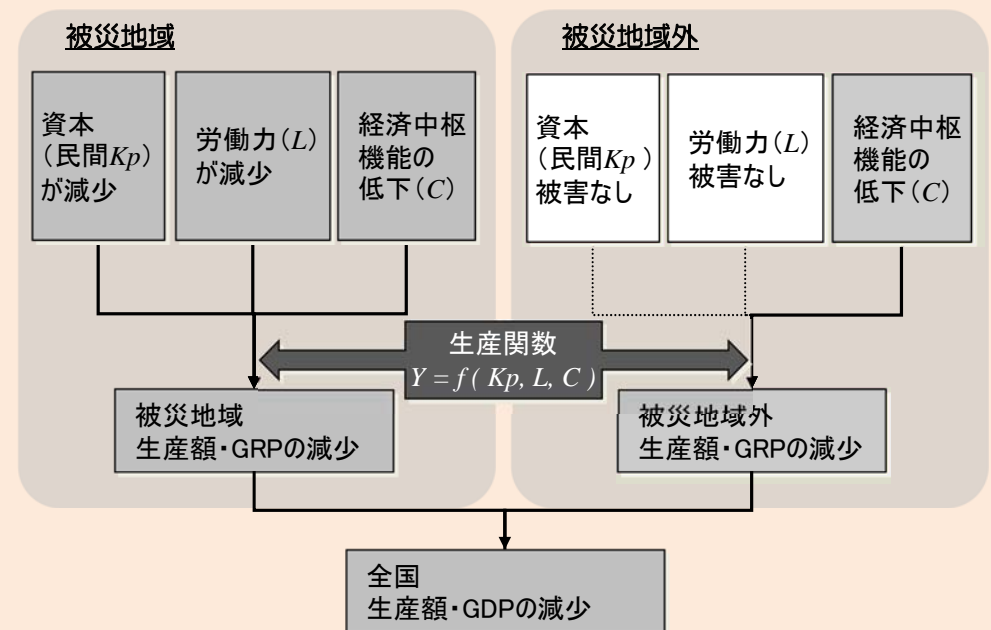 被災地域
資本
（民間Kp）
が減少
労働力（L）
が減少
経済中枢
機能の
低下（C）
被災地域外
資本
（民間Kp ）
被害なし
労働力（L）
被害なし
経済中枢
機能の
低下（C）
生産関数
Y = f ( Kp, L, C )
被災地域
生産額・GRPの減少
被災地域外
生産額・GRPの減少
全国
生産額・GDPの減少